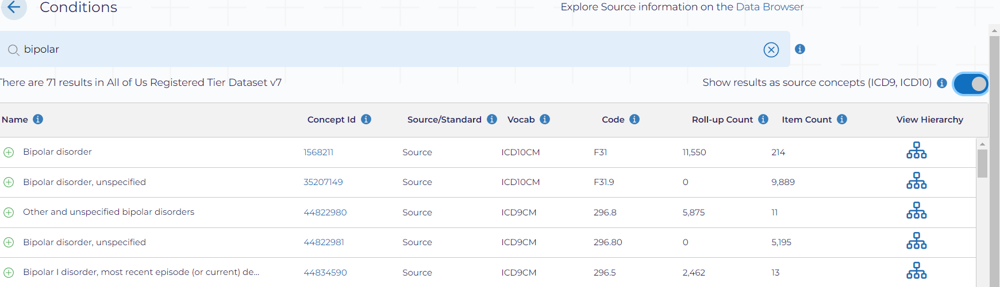 Conditions
Explore Source information on the Data Browser
bipolar
There are 71 results in All of Us Registered Tier Dataset v7
Show results as source concepts (ICD9, ICD10)
Name Concept Id Source/Standard Vocab Code Roll-up Count Item Count View Hierarchy
Bipolar disorder 1568211 Source ICD10CM F31 11,550 214
Bipolar disorder, unspecified 35207149 Source ICD10CM F31.9 0 9,889
Other and unspecified bipolar disorders 44822980 Source ICD9CM 296.8 5,875 11
Bipolar disorder, unspecified 44822981 Source ICD9CM 296.80 0 5,195
Bipolar I disorder, most recent episode (or current) de... 44834590 Source ICD9CM 296.5 2,462 13